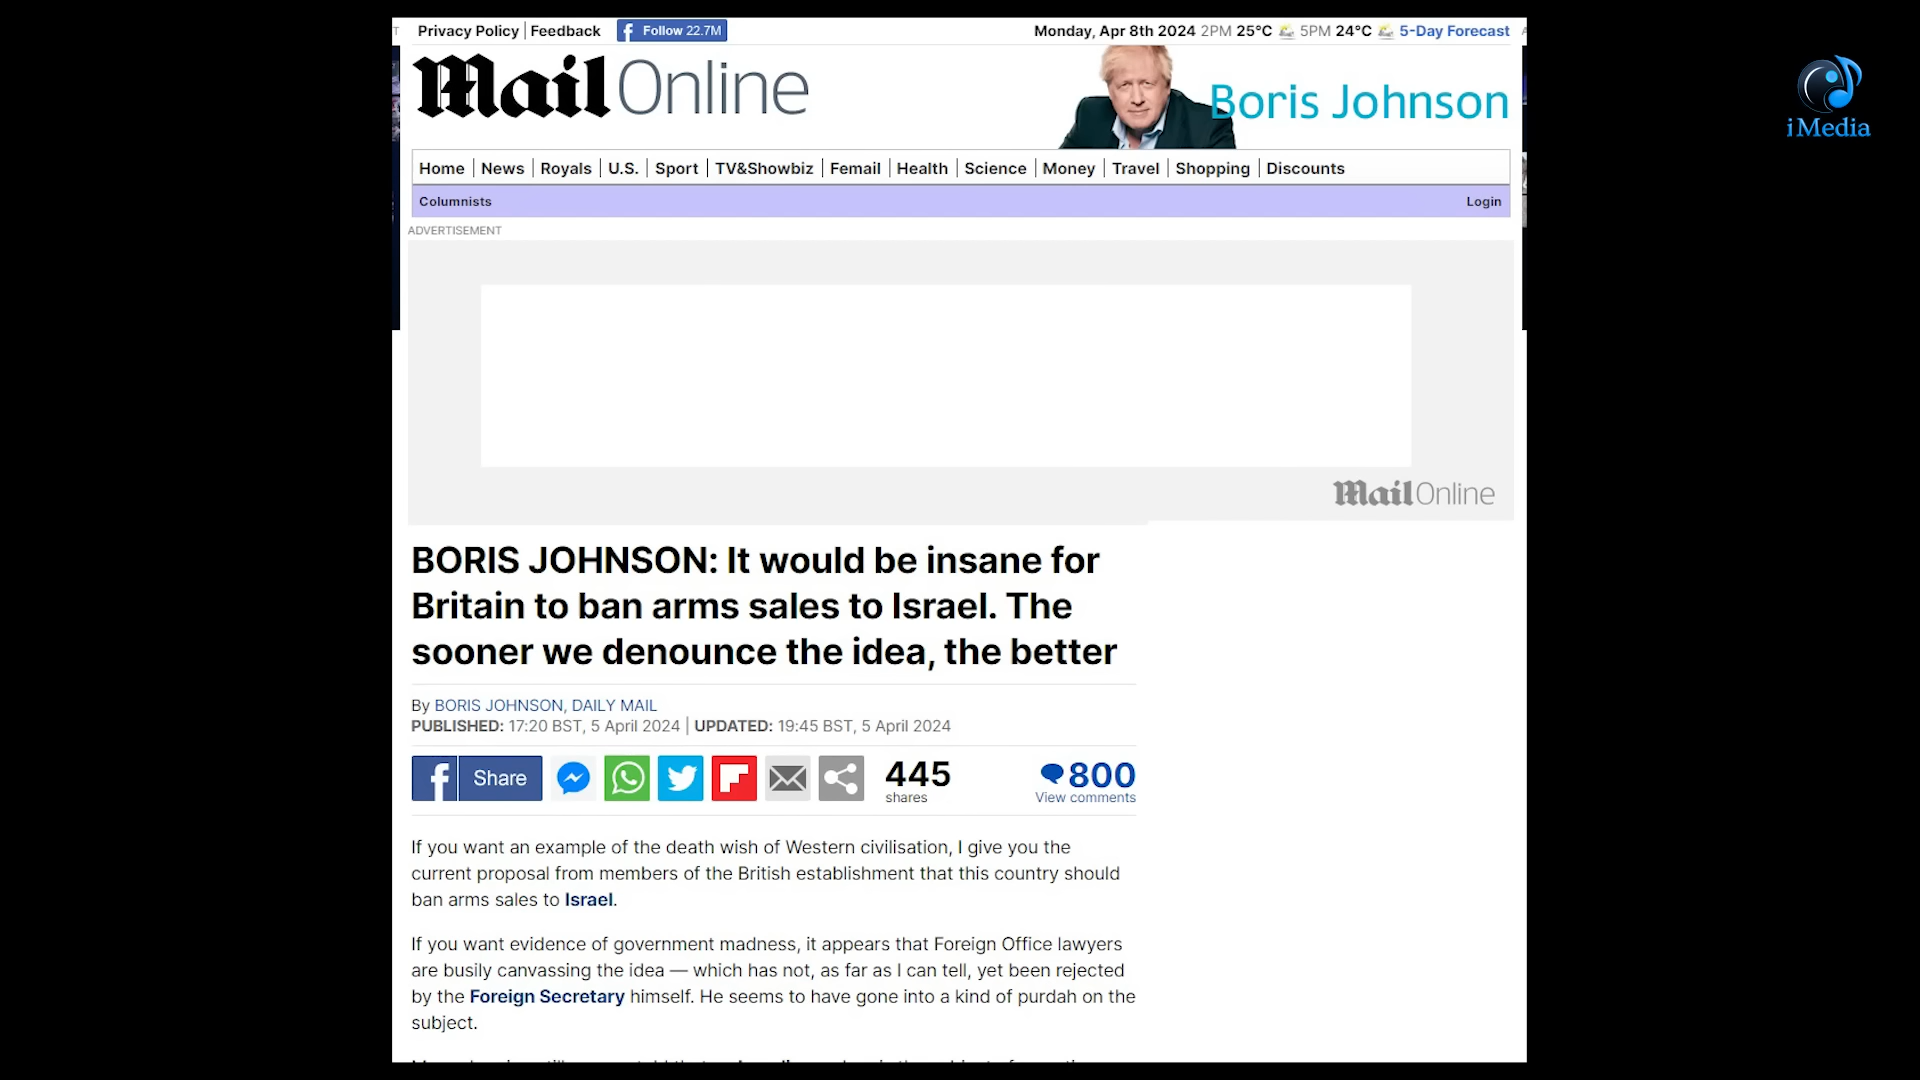 Privacy Policy | Feedback Follow 22.7M Monday, Apr 8th 2024 2PM 25°C 5PM 24°C 5-Day Forecast
Mail Online Boris Johnson
iMedia
Home | News | Royals | U.S. | Sport | TV&Showbiz | Femail | Health | Science | Money | Travel | Shopping | Discounts
Columnists Login
ADVERTISEMENT
Mail Online
BORIS JOHNSON: It would be insane for
Britain to ban arms sales to Israel. The
sooner we denounce the idea, the better
By BORIS JOHNSON, DAILY MAIL
PUBLISHED: 17:20 BST, 5 April 2024 | UPDATED: 19:45 BST, 5 April 2024
Share 445 800
shares View comments
If you want an example of the death wish of Western civilisation, I give you the
current proposal from members of the British establishment that this country should
ban arms sales to Israel.
If you want evidence of government madness, it appears that Foreign Office lawyers
are busily canvassing the idea — which has not, as far as I can tell, yet been rejected
by the Foreign Secretary himself. He seems to have gone into a kind of purdah on the
subject.